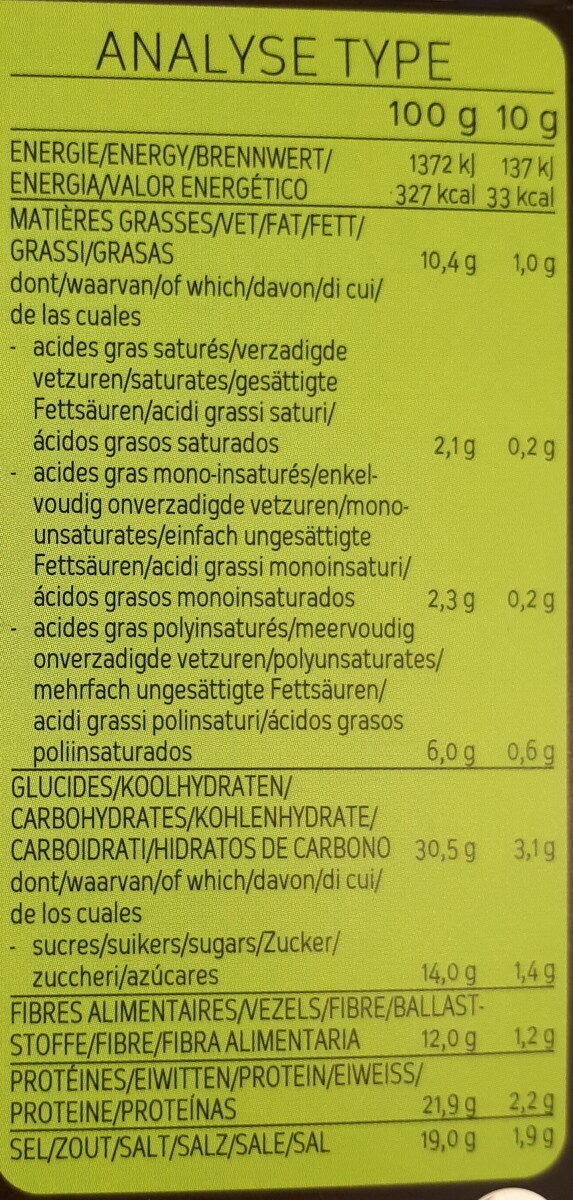 ANALYSE TYPE
100 g 10 g
ENERGIE/ENERGY/BRENNWERT/ 1372 kJ 137 kJ
ENERGIA/VALOR ENERGÉTICO 327 kcal 33 kcal
MATIÈRES GRASSES/VET/FAT/FETT/
GRASSI/GRASAS 10,4 g 1,0 g
dont/waarvan/of which/davon/di cui/
de las cuales
- acides gras saturés/verzadigde
vetzuren/saturates/gesättigte
Fettsäuren/acidi grassi saturi/
ácidos grasos saturados 2,1 g 0,2 g
- acides gras mono-insaturés/enkel-
voudig onverzadigde vetzuren/mono-
unsaturates/einfach ungesättigte
Fettsäuren/acidi grassi monoinsaturi/
ácidos grasos monoinsaturados 2,3 g 0,2 g
- acides gras polyinsaturés/meervoudig
onverzadigde vetzuren/polyunsaturates/
mehrfach ungesättigte Fettsäuren/
acidi grassi polinsaturi/ácidos grasos
poliinsaturados 6,0 g 0,6 g
GLUCIDES/KOOLHYDRATEN/
CARBOHYDRATES/KOHLENHYDRATE/
CARBOIDRATI/HIDRATOS DE CARBONO 30,5 g 3,1 g
dont/waarvan/of which/davon/di cui/
de los cuales
- sucres/suikers/sugars/Zucker/
zuccheri/azúcares 14,0 g 1,4 g
FIBRES ALIMENTAIRES/VEZELS/FIBRE/BALLAST-
STOFFE/FIBRE/FIBRA ALIMENTARIA 12,0 g 1,2 g
PROTÉINES/EIWITTEN/PROTEIN/EIWEISS/
PROTEINE/PROTEÍNAS 21,9 g 2,2 g
SEL/ZOUT/SALT/SALZ/SALE/SAL 19,0 g 1,9 g